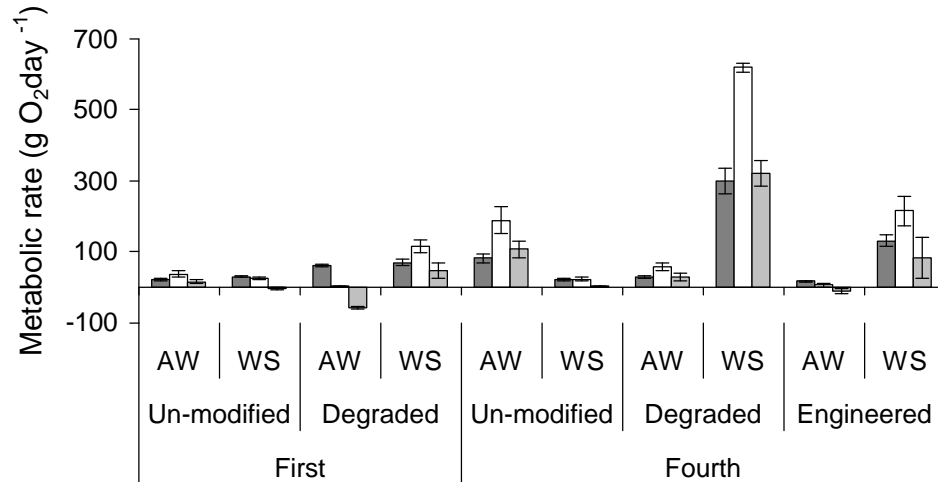 Metabolic rate (g O₂day⁻¹)
700
500
300
100
-100
AW WS AW WS AW WS AW WS AW WS
Un-modified Degraded Un-modified Degraded Engineered
First Fourth